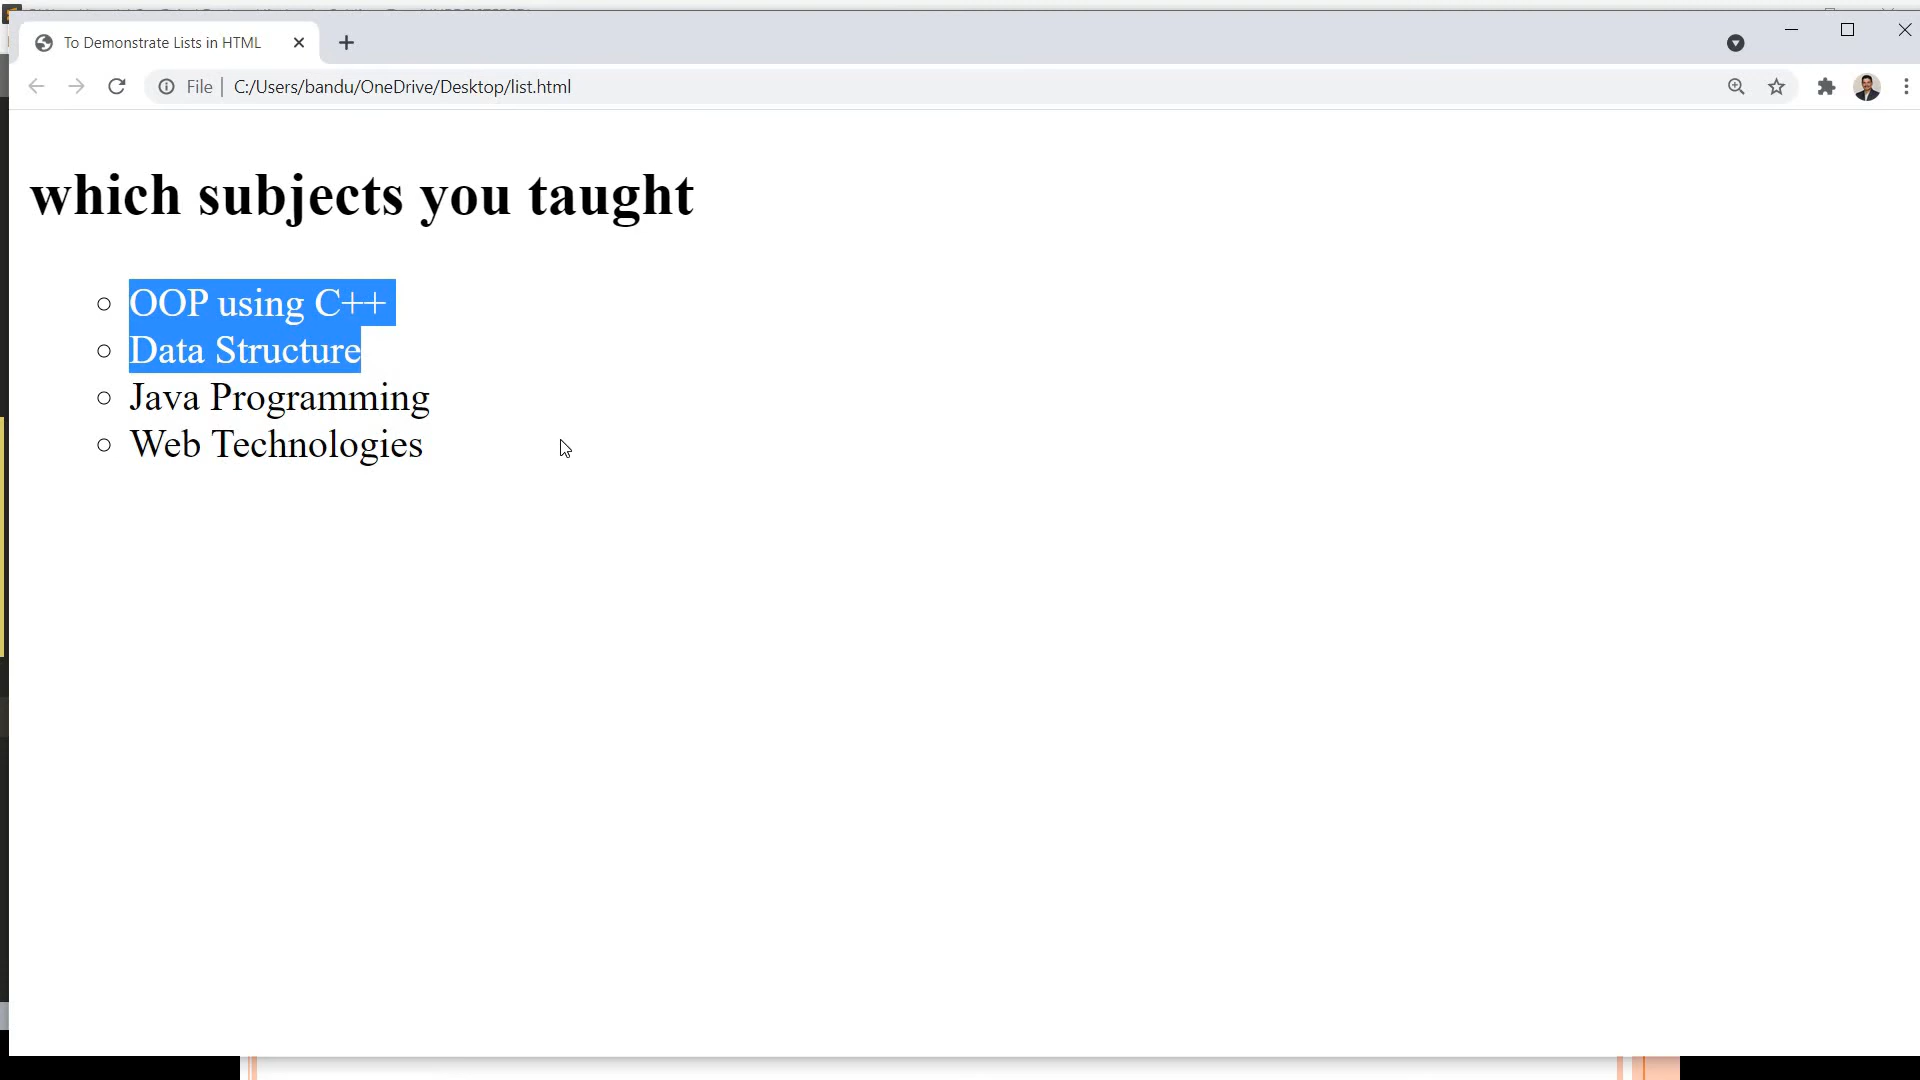 To Demonstrate Lists in HTML
File | C:/Users/bandu/OneDrive/Desktop/list.html
which subjects you taught
OOP using C++
Data Structure
Java Programming
Web Technologies